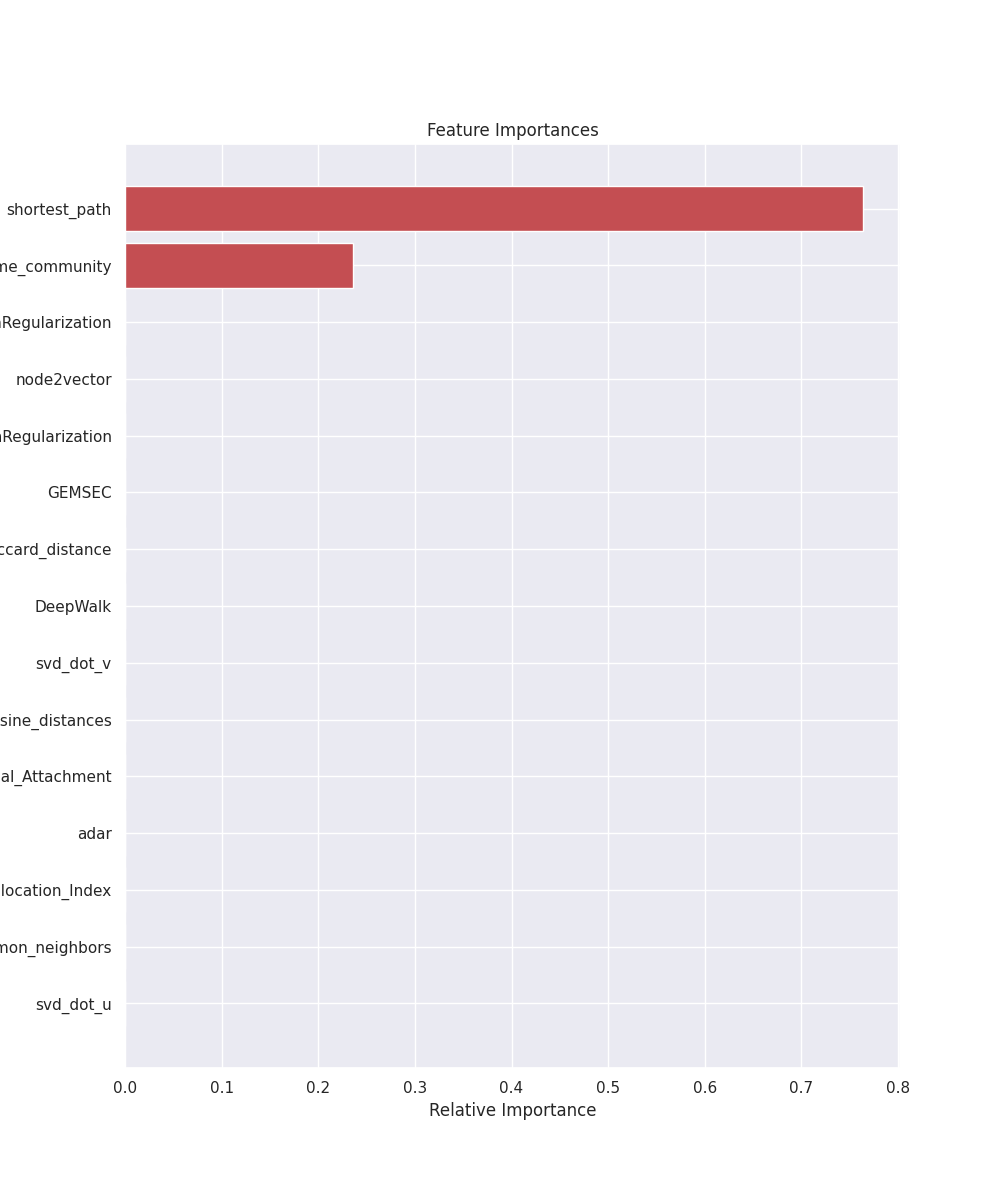 Feature Importances
shortest_path
me_community
Regularization
node2vector
Regularization
GEMSEC
ccard_distance
DeepWalk
svd_dot_v
sine_distances
al_Attachment
adar
location_Index
mon_neighbors
svd_dot_u
0.0 0.1 0.2 0.3 0.4 0.5 0.6 0.7 0.8
Relative Importance